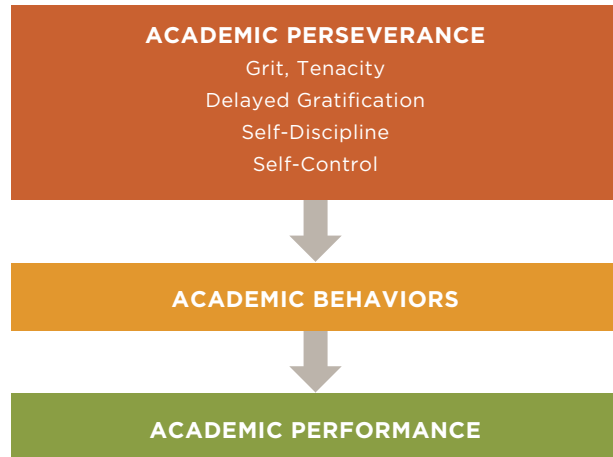 ACADEMIC PERSEVERANCE
Grit, Tenacity
Delayed Gratification
Self-Discipline
Self-Control
ACADEMIC BEHAVIORS
ACADEMIC PERFORMANCE